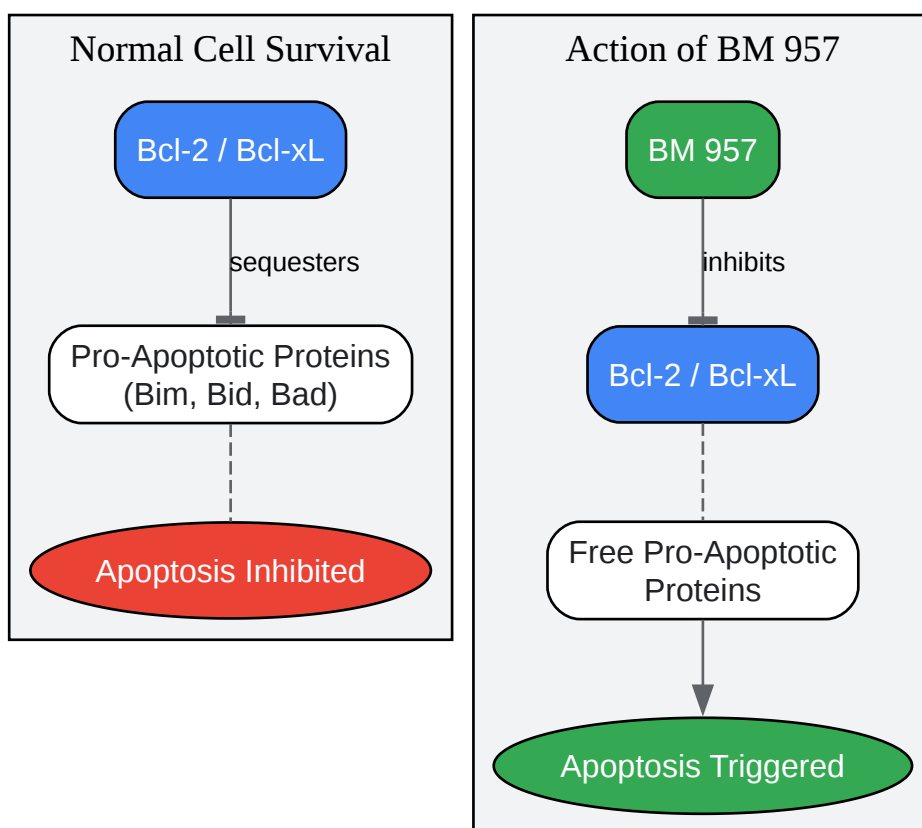 Normal Cell Survival
Bcl-2 / Bcl-xL
sequesters
Pro-Apoptotic Proteins
(Bim, Bid, Bad)
Apoptosis Inhibited
Action of BM 957
BM 957
inhibits
Bcl-2 / Bcl-xL
Free Pro-Apoptotic
Proteins
Apoptosis Triggered